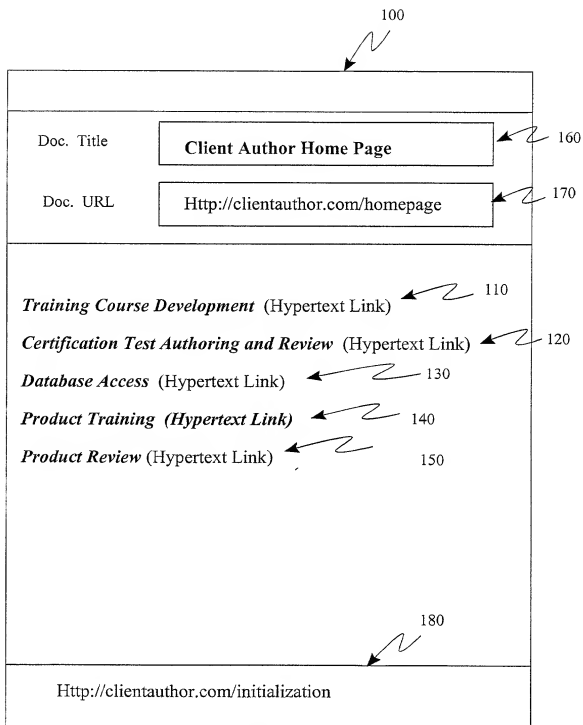 100
Doc. Title Client Author Home Page 160
Doc. URL Http://clientauthor.com/homepage 170
Training Course Development (Hypertext Link) 110
Certification Test Authoring and Review (Hypertext Link) 120
Database Access (Hypertext Link) 130
Product Training (Hypertext Link) 140
Product Review (Hypertext Link) 150
180
Http://clientauthor.com/initialization